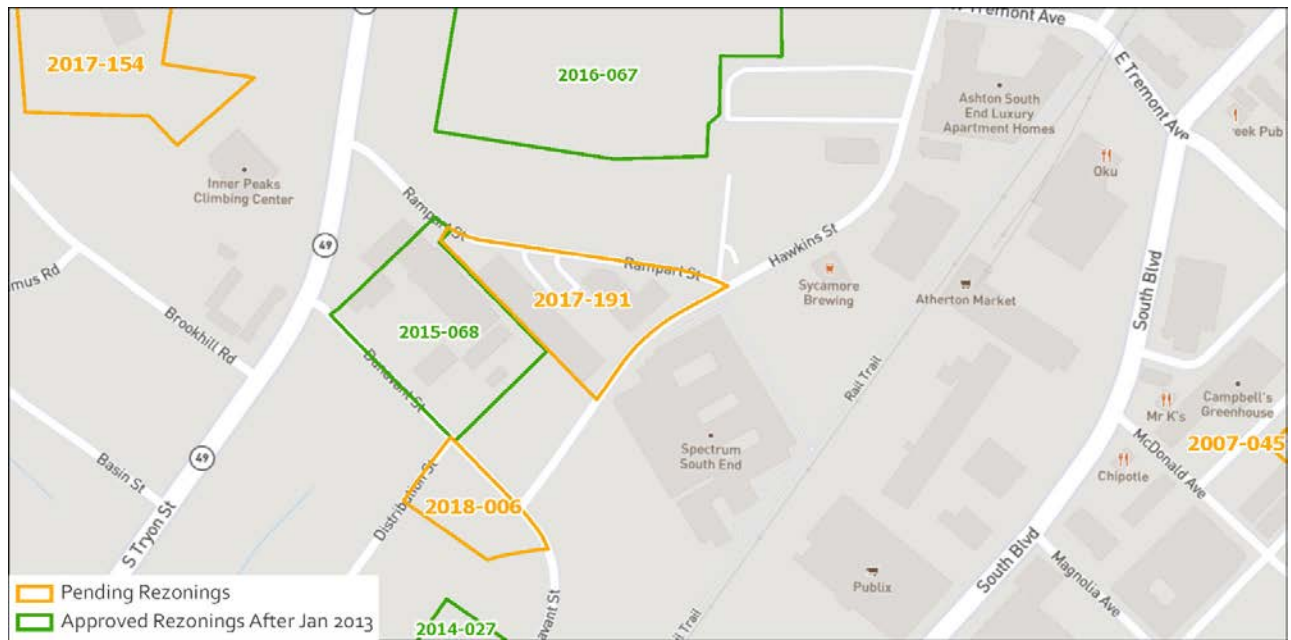 Tremont Ave
2017-154
2016-067
E Tremont Ave
Ashton South
End Luxury
Apartment Homes
eek Pub
Oku
Inner Peaks
Climbing Center
Rampart St
49
Rampart St
Hawkins St
mus Rd
2017-191
Sycamore
Brewing
Atherton Market
South Blvd
Brookhill Rd
2015-068
Dunavant St
Rail Trail
Campbell's
Greenhouse
Mr K's
2007-045
McDonald Ave
49
Basin St
Spectrum
South End
Chipotle
Distribution St
2018-006
S Tryon St
South Blvd
Magnolia Ave
Publix
Pending Rezonings
Approved Rezonings After Jan 2013
2014-027
avant St
ail Trail